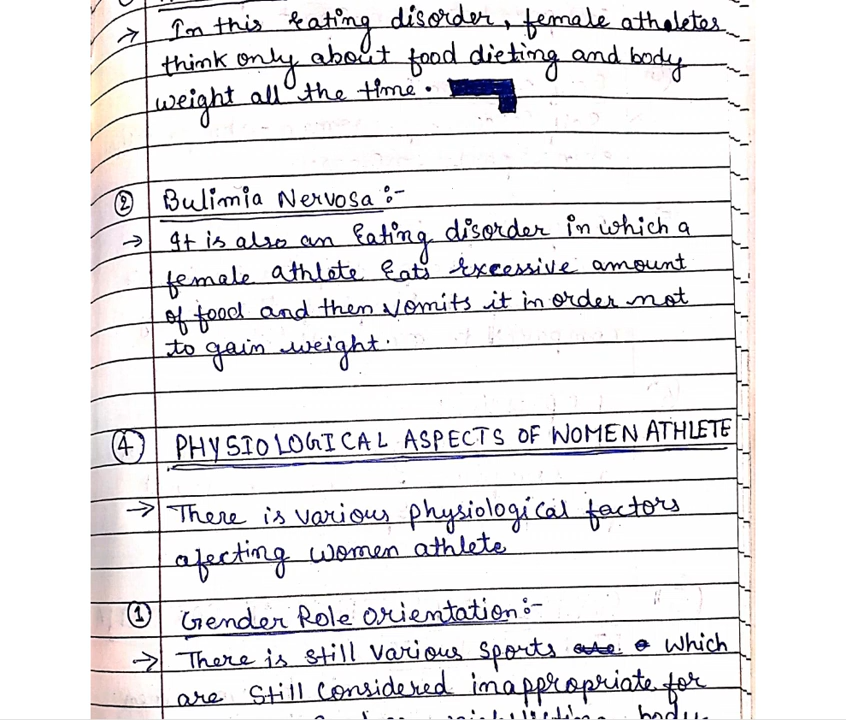 → In this Eating disorder, female athaletes
think only about food dieting and body
weight all the time.
② Bulimia Nervosa :-
→ It is also an Eating disorder in which a
female athlete Eats excessive amount
of food and then vomits it in order not
to gain weight.
④ PHYSIOLOGICAL ASPECTS OF WOMEN ATHLETE
→ There is various physiological factors
afecting women athlete
① Gender Role orientation :-
→ There is still various sports which
are still considered inappropriate for
body